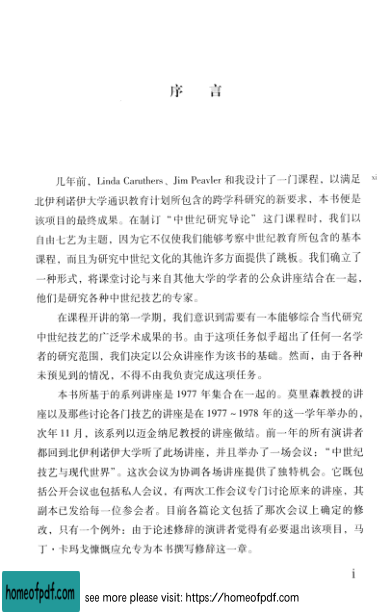 序 言
几年前，Linda Caruthers、Jim Peavler 和我设计了一门课程，以满足
xi
北伊利诺伊大学通识教育计划所包含的跨学科研究的新要求，本书便是
该项目的最终成果。在制订“中世纪研究导论”这门课程时，我们以
自由七艺为主题，因为它不仅使我们能够考察中世纪教育所包含的基本
课程，而且为研究中世纪文化的其他许多方面提供了跳板。我们确立了
一种形式，将课堂讨论与来自其他大学的学者的公众讲座结合在一起，
他们是研究各种中世纪技艺的专家。
在课程开讲的第一学期，我们意识到需要有一本能够综合当代研究
中世纪技艺的广泛学术成果的书。由于这项任务似乎超出了任何一名学
者的研究范围，我们决定以公众讲座作为该书的基础。然而，由于各种
未预见到的情况，不得不由我负责完成这项任务。
本书所基于的系列讲座是 1977 年集合在一起的。莫里森教授的讲
座以及那些讨论各门技艺的讲座是在 1977～1978 年的这一学年举办的，
次年 11 月，该系列以迈金纳尼教授的讲座做结。前一年的所有演讲者
都回到北伊利诺伊大学听了此场讲座，并且举办了一场会议：“中世纪
技艺与现代世界”。这次会议为协调各场讲座提供了独特机会。它既包
括公开会议也包括私人会议，有两次工作会议专门讨论原来的讲座，其
副本已发给每一位参会者。目前各篇论文包括了那次会议上确定的修
改，只有一个例外：由于论述修辞的演讲者觉得有必要退出该项目，马
丁·卡玛戈慷慨应允专为本书撰写修辞这一章。
i
homeofpdf.com
see more please visit: https://homeofpdf.com